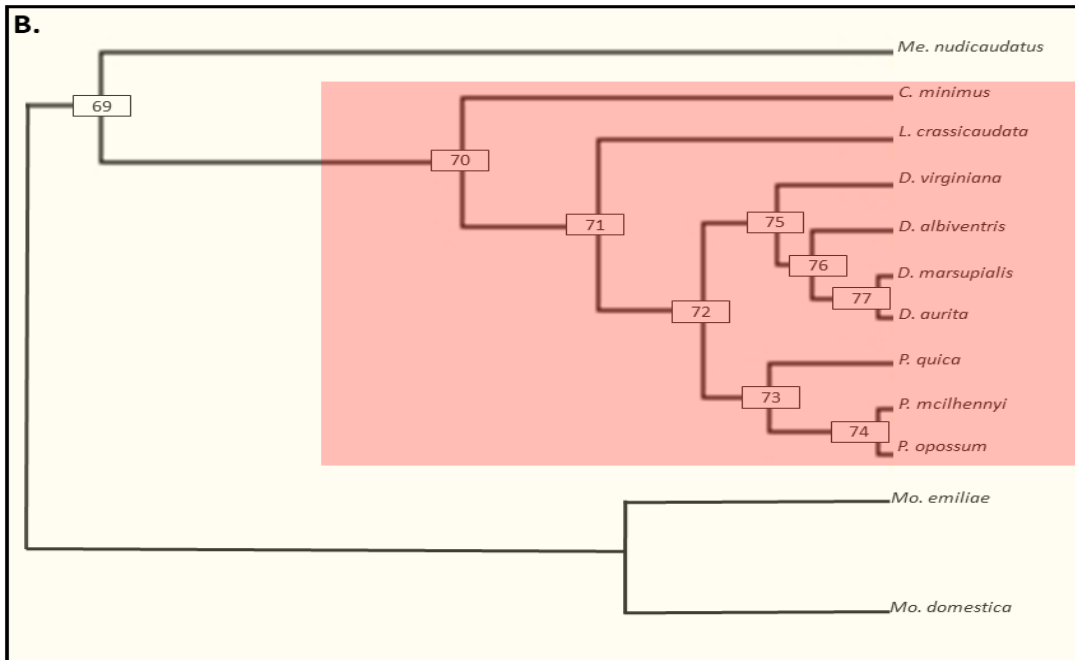 B.
Me. nudicaudatus
C. minimus
69
L. crassicaudata
70
D. virginiana
75
71
D. albiventris
76
D. marsupialis
77
72
D. aurita
P. quica
73
P. mcilhennyi
74
P. opossum
Mo. emiliae
Mo. domestica